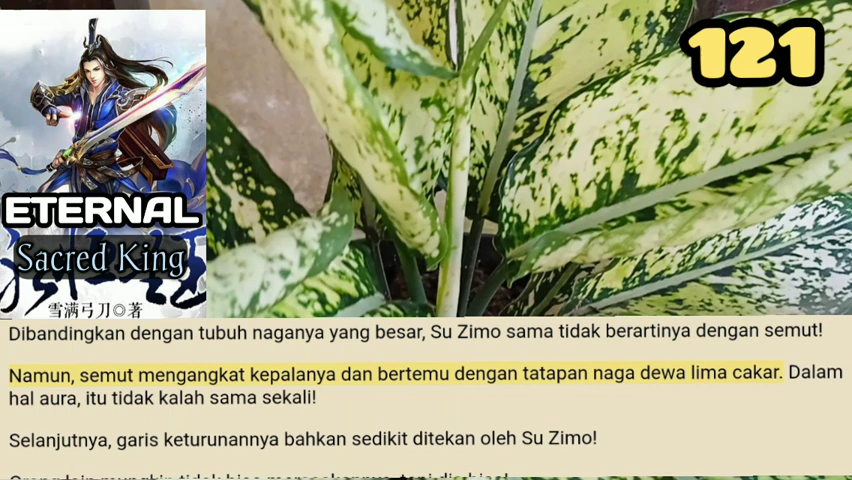 121
ETERNAL
Sacred King
雪满弓刀◎著
Dibandingkan dengan tubuh naganya yang besar, Su Zimo sama tidak berartinya dengan semut!
Namun, semut mengangkat kepalanya dan bertemu dengan tatapan naga dewa lima cakar. Dalam
hal aura, itu tidak kalah sama sekali!
Selanjutnya, garis keturunannya bahkan sedikit ditekan oleh Su Zimo!